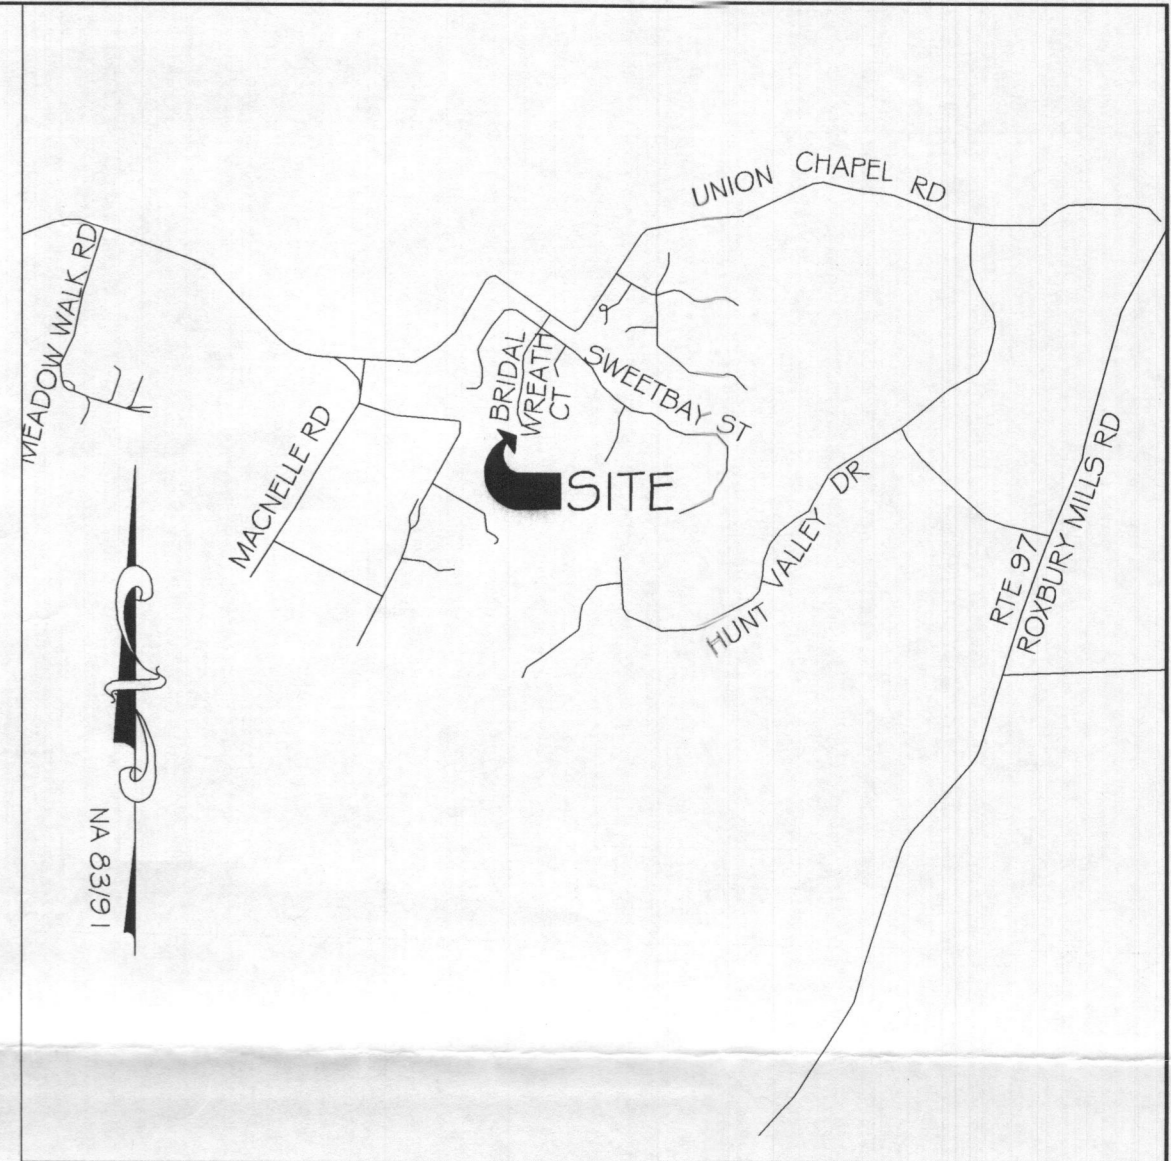 UNION CHAPEL RD
MEADOW WALK RD
BRIDAL
WREATH
CT
SWEETBAY ST
MACNELLE RD
SITE
HUNT VALLEY DR
RTE 97
ROXBURY MILLS RD
NA 83/91